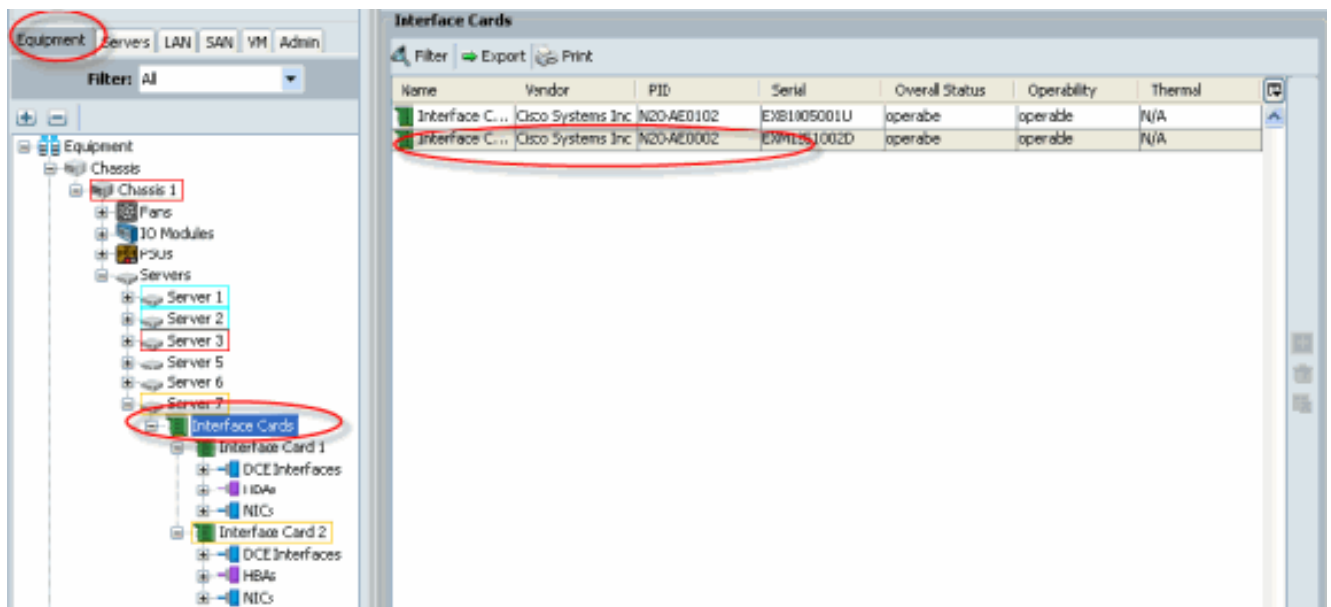 Equipment Servers LAN SAN VM Admin
Filter: All
Equipment
Chassis
Chassis 1
Fans
IO Modules
PSUs
Servers
Server 1
Server 2
Server 3
Server 5
Server 6
Server 7
Interface Cards
Interface Card 1
DCE Interfaces
HBAs
NICs
Interface Card 2
DCE Interfaces
HBAs
NICs
Interface Cards
Filter Export Print
Name Vendor PID Serial Overall Status Operability Thermal
Interface C... Cisco Systems Inc N20-AE0102 operable operable N/A
Interface C... Cisco Systems Inc N20-AE0002 operable operable N/A